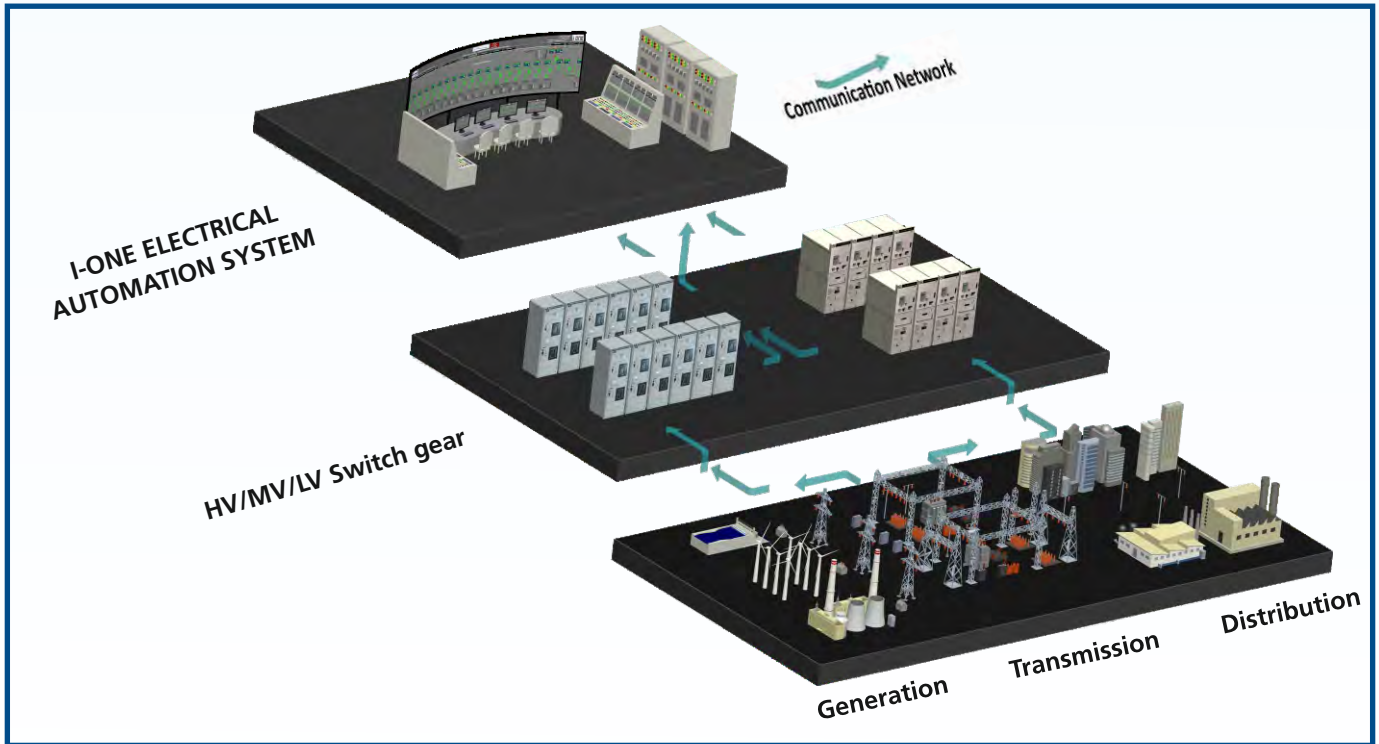 Communication Network
I-ONE ELECTRICAL
AUTOMATION SYSTEM
HV/MV/LV Switch gear
Generation
Transmission
Distribution